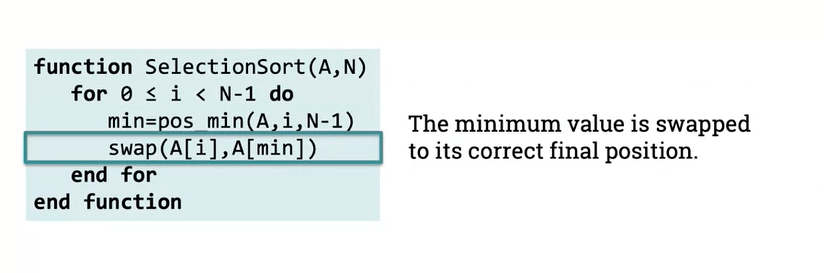 function SelectionSort(A,N)
for 0 ≤ i < N-1 do
min=pos_min(A,i,N-1)
swap(A[i],A[min])
end for
end function
The minimum value is swapped
to its correct final position.